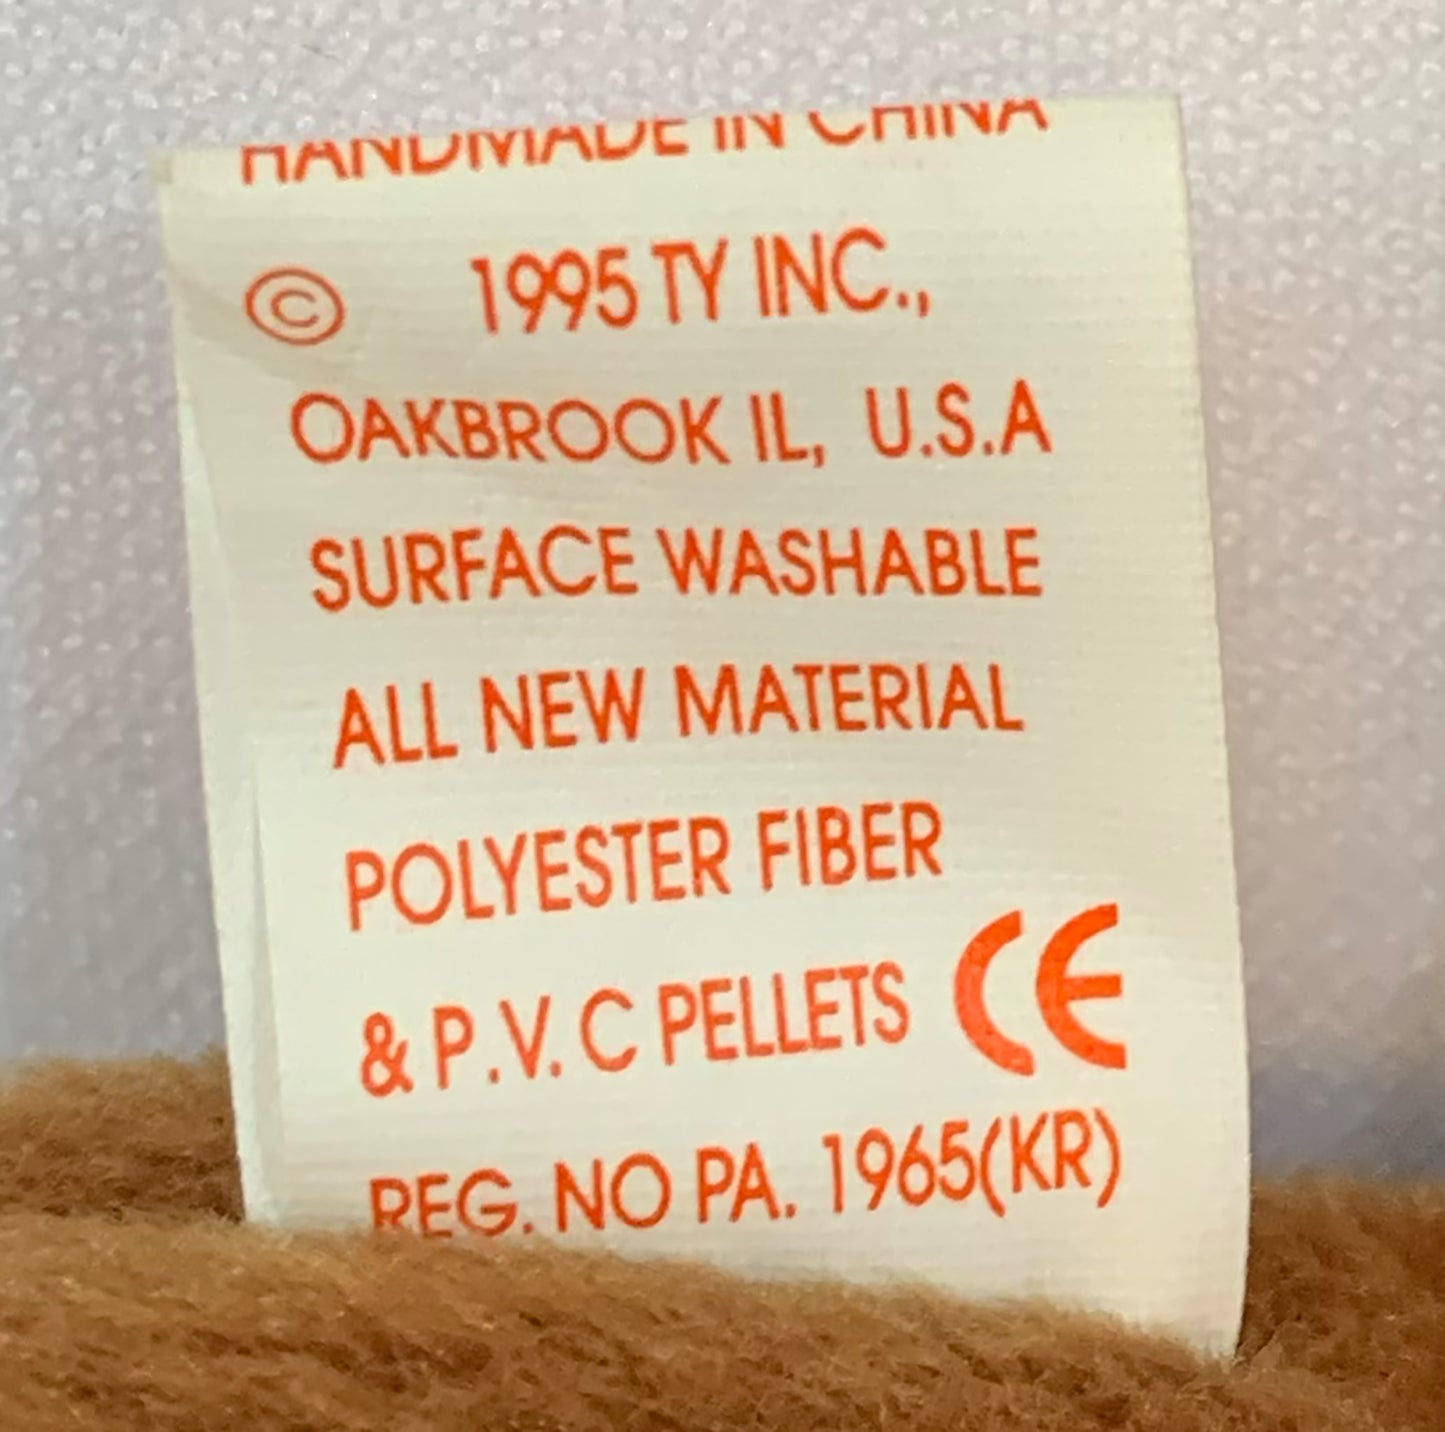 HANDMADE IN CHINA
© 1995 TY INC.,
OAKBROOK IL, U.S.A
SURFACE WASHABLE
ALL NEW MATERIAL
POLYESTER FIBER
& P.V. C PELLETS CE
REG. NO PA. 1965(KR)